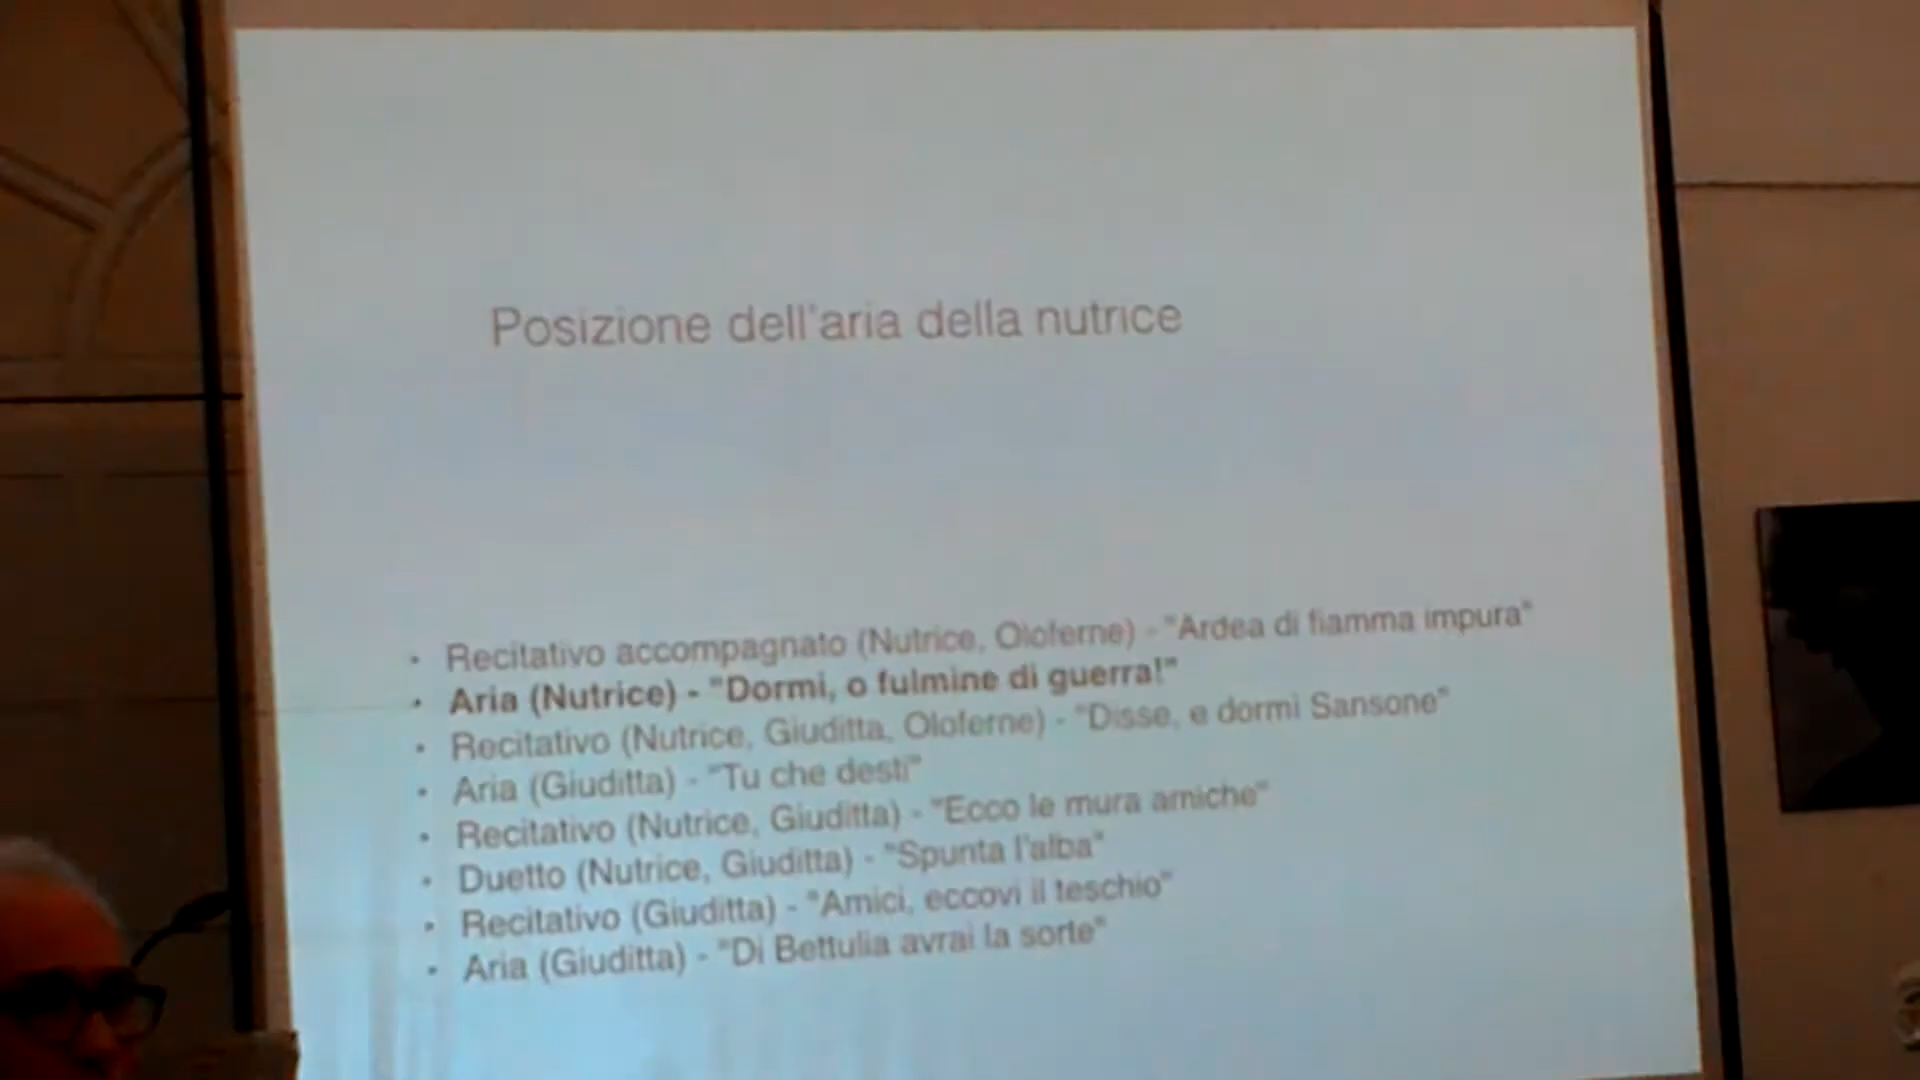 Posizione dell'aria della nutrice
• Recitativo accompagnato (Nutrice, Oloferne) - "Ardea di fiamma impura"
• Aria (Nutrice) - "Dormi, o fulmine di guerra!"
• Recitativo (Nutrice, Giuditta, Oloferne) - "Disse, e dormì Sansone"
• Aria (Giuditta) - "Tu che desti"
• Recitativo (Nutrice, Giuditta) - "Ecco le mura amiche"
• Duetto (Nutrice, Giuditta) - "Spunta l'alba"
• Recitativo (Giuditta) - "Amici, eccovi il teschio"
• Aria (Giuditta) - "Di Bettulia avrai la sorte"